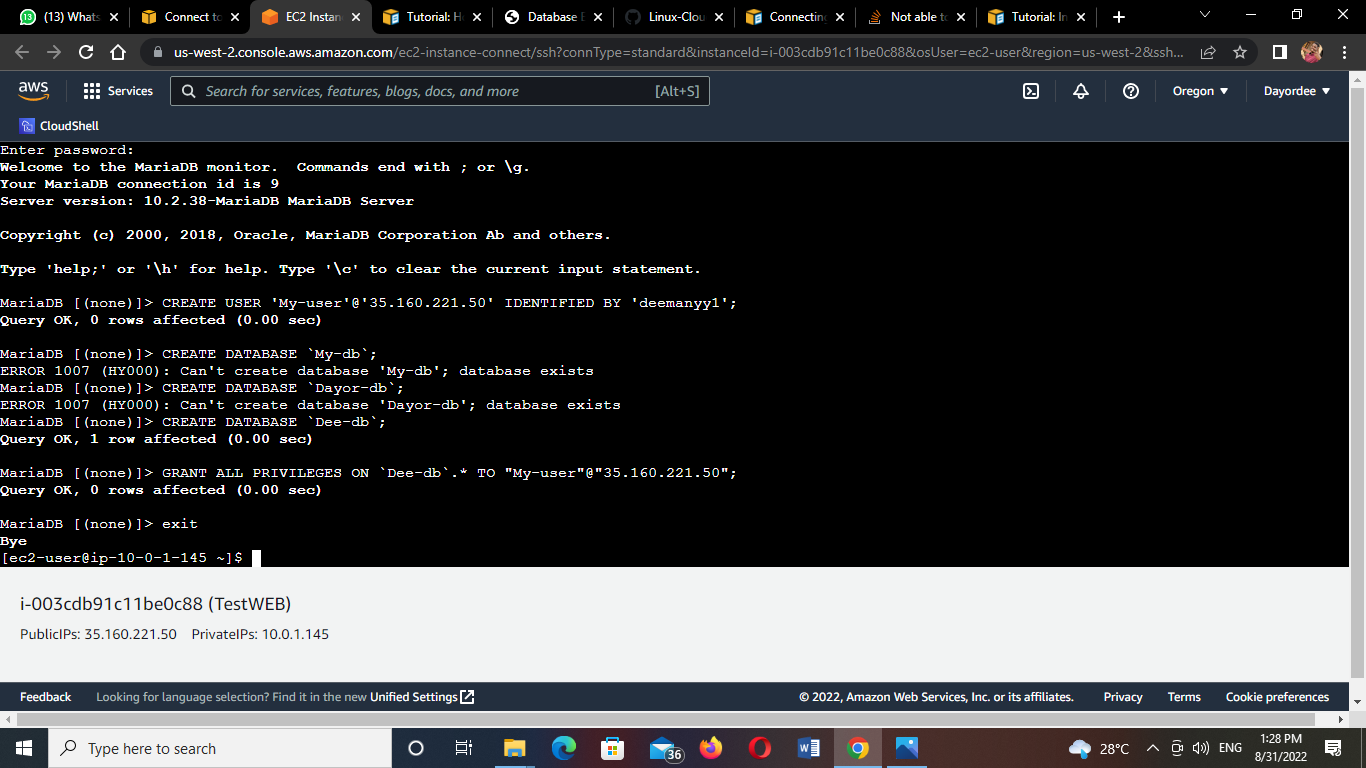 (13) Whats
Connect to
EC2 Instan
Tutorial: H
Database E
Linux-Clou
Connecting
Not able to
Tutorial: In
us-west-2.console.aws.amazon.com/ec2-instance-connect/ssh?connType=standard&instanceId=i-003cdb91c11be0c88&osUser=ec2-user&region=us-west-2&ssh...
aws
Services
Search for services, features, blogs, docs, and more
[Alt+S]
Oregon
Dayordee
CloudShell
Enter password:
Welcome to the MariaDB monitor.  Commands end with ; or \g.
Your MariaDB connection id is 9
Server version: 10.2.38-MariaDB MariaDB Server
Copyright (c) 2000, 2018, Oracle, MariaDB Corporation Ab and others.
Type 'help;' or '\h' for help. Type '\c' to clear the current input statement.
MariaDB [(none)]> CREATE USER 'My-user'@'35.160.221.50' IDENTIFIED BY 'deemanyy1';
Query OK, 0 rows affected (0.00 sec)
MariaDB [(none)]> CREATE DATABASE `My-db`;
ERROR 1007 (HY000): Can't create database 'My-db'; database exists
MariaDB [(none)]> CREATE DATABASE `Dayor-db`;
ERROR 1007 (HY000): Can't create database 'Dayor-db'; database exists
MariaDB [(none)]> CREATE DATABASE `Dee-db`;
Query OK, 1 row affected (0.00 sec)
MariaDB [(none)]> GRANT ALL PRIVILEGES ON `Dee-db`.* TO "My-user"@"35.160.221.50";
Query OK, 0 rows affected (0.00 sec)
MariaDB [(none)]> exit
Bye
[ec2-user@ip-10-0-1-145 ~]$
i-003cdb91c11be0c88 (TestWEB)
PublicIPs: 35.160.221.50 PrivateIPs: 10.0.1.145
Feedback
Looking for language selection? Find it in the new Unified Settings
© 2022, Amazon Web Services, Inc. or its affiliates.
Privacy
Terms
Cookie preferences
Type here to search
36
28°C
ENG
1:28 PM
8/31/2022